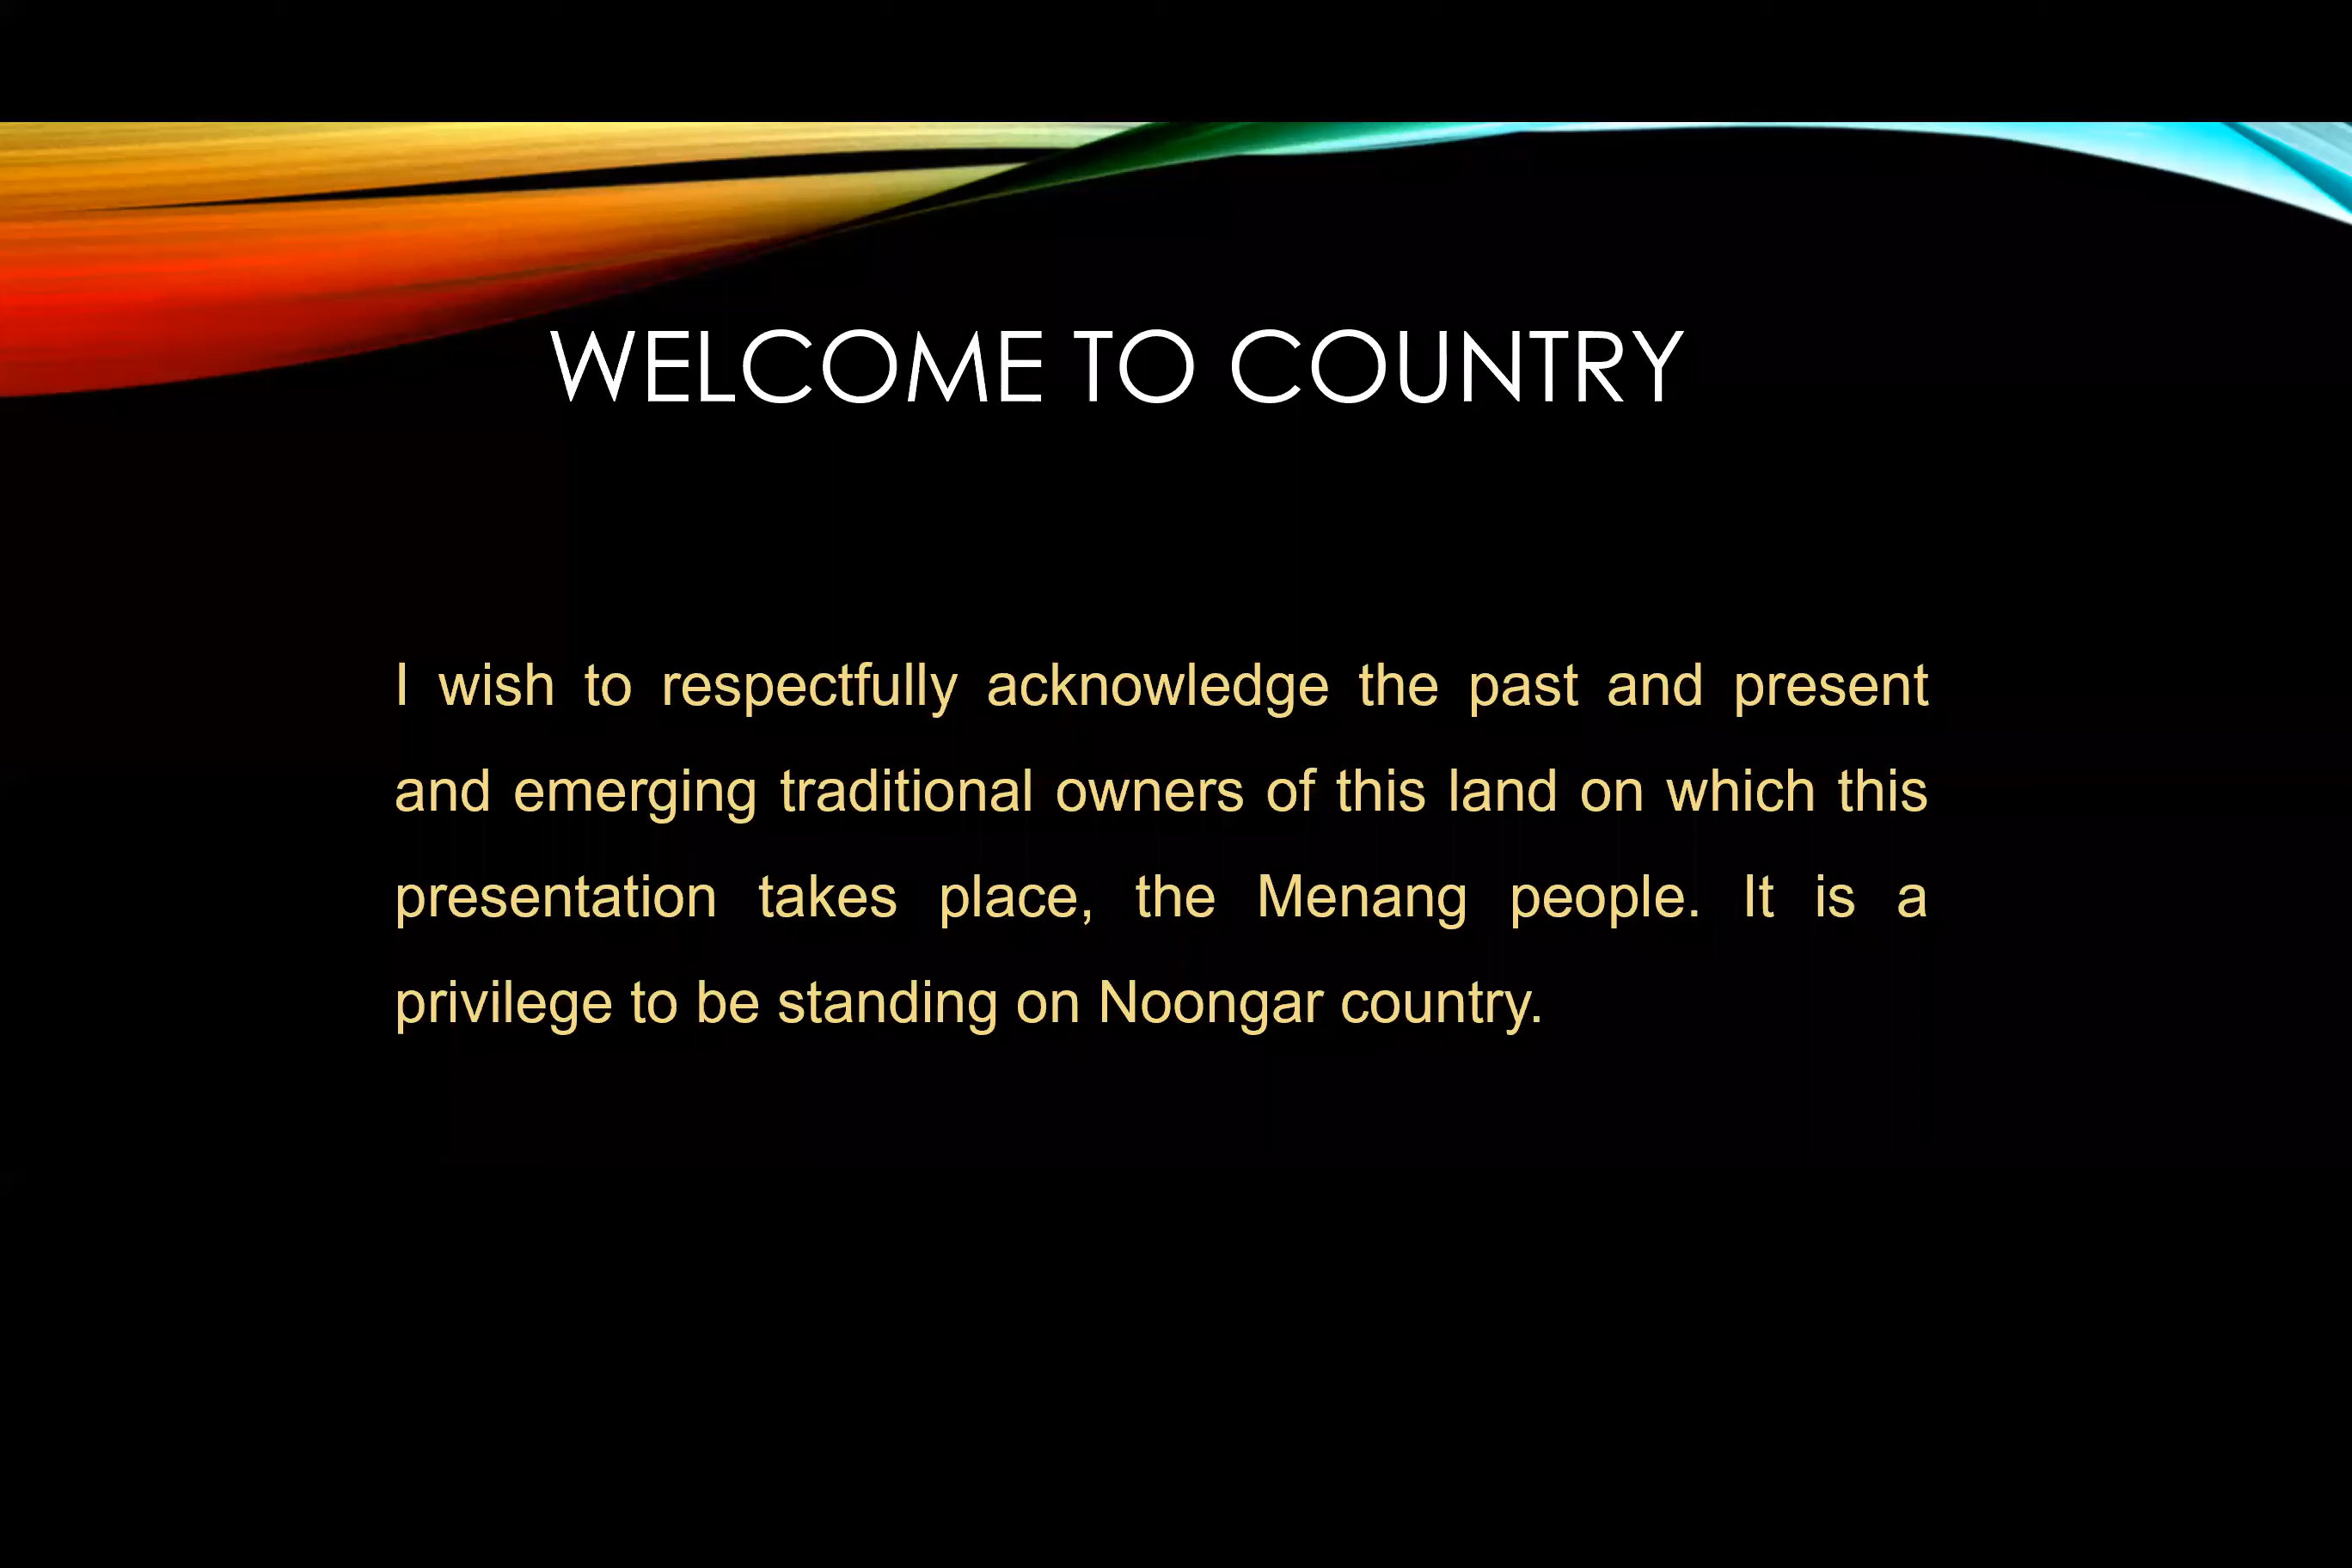 WELCOME TO COUNTRY
I wish to respectfully acknowledge the past and present
and emerging traditional owners of this land on which this
presentation takes place, the Menang people. It is a
privilege to be standing on Noongar country.